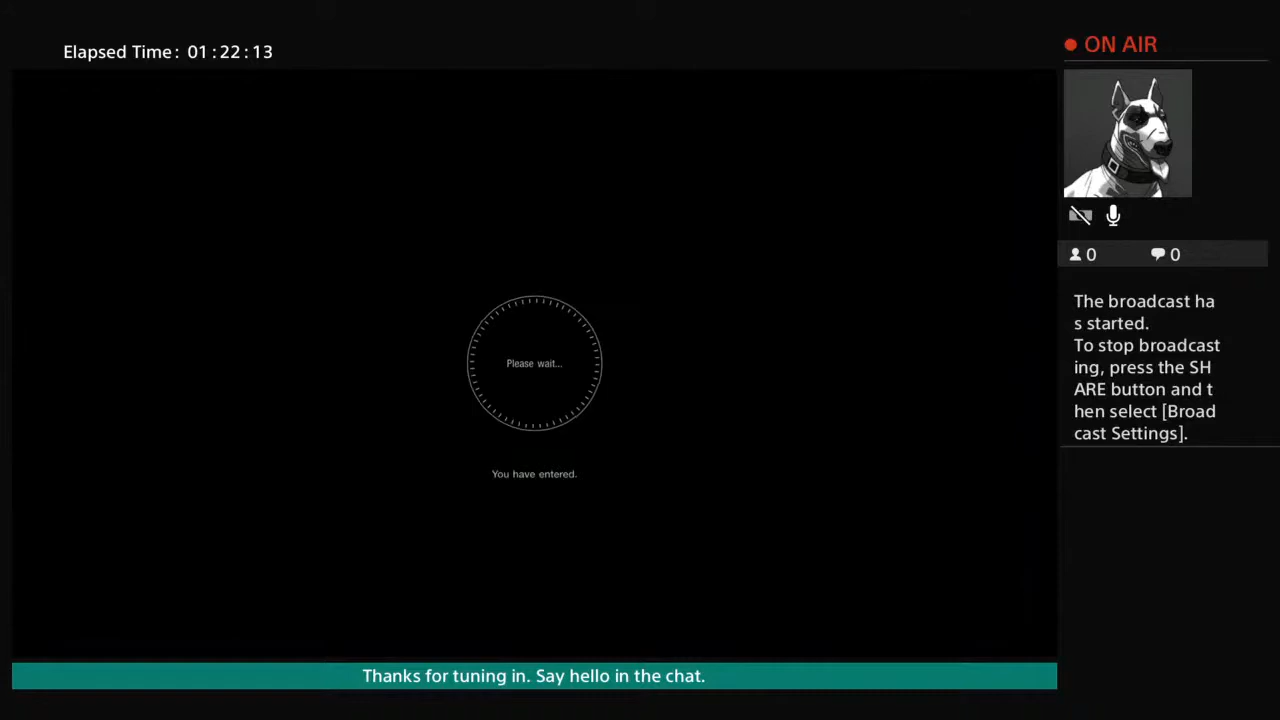 Elapsed Time: 01:22:13
ON AIR
0 0
The broadcast ha
s started.
To stop broadcast
ing, press the SH
ARE button and t
hen select [Broad
cast Settings].
Please wait...
You have entered.
Thanks for tuning in. Say hello in the chat.